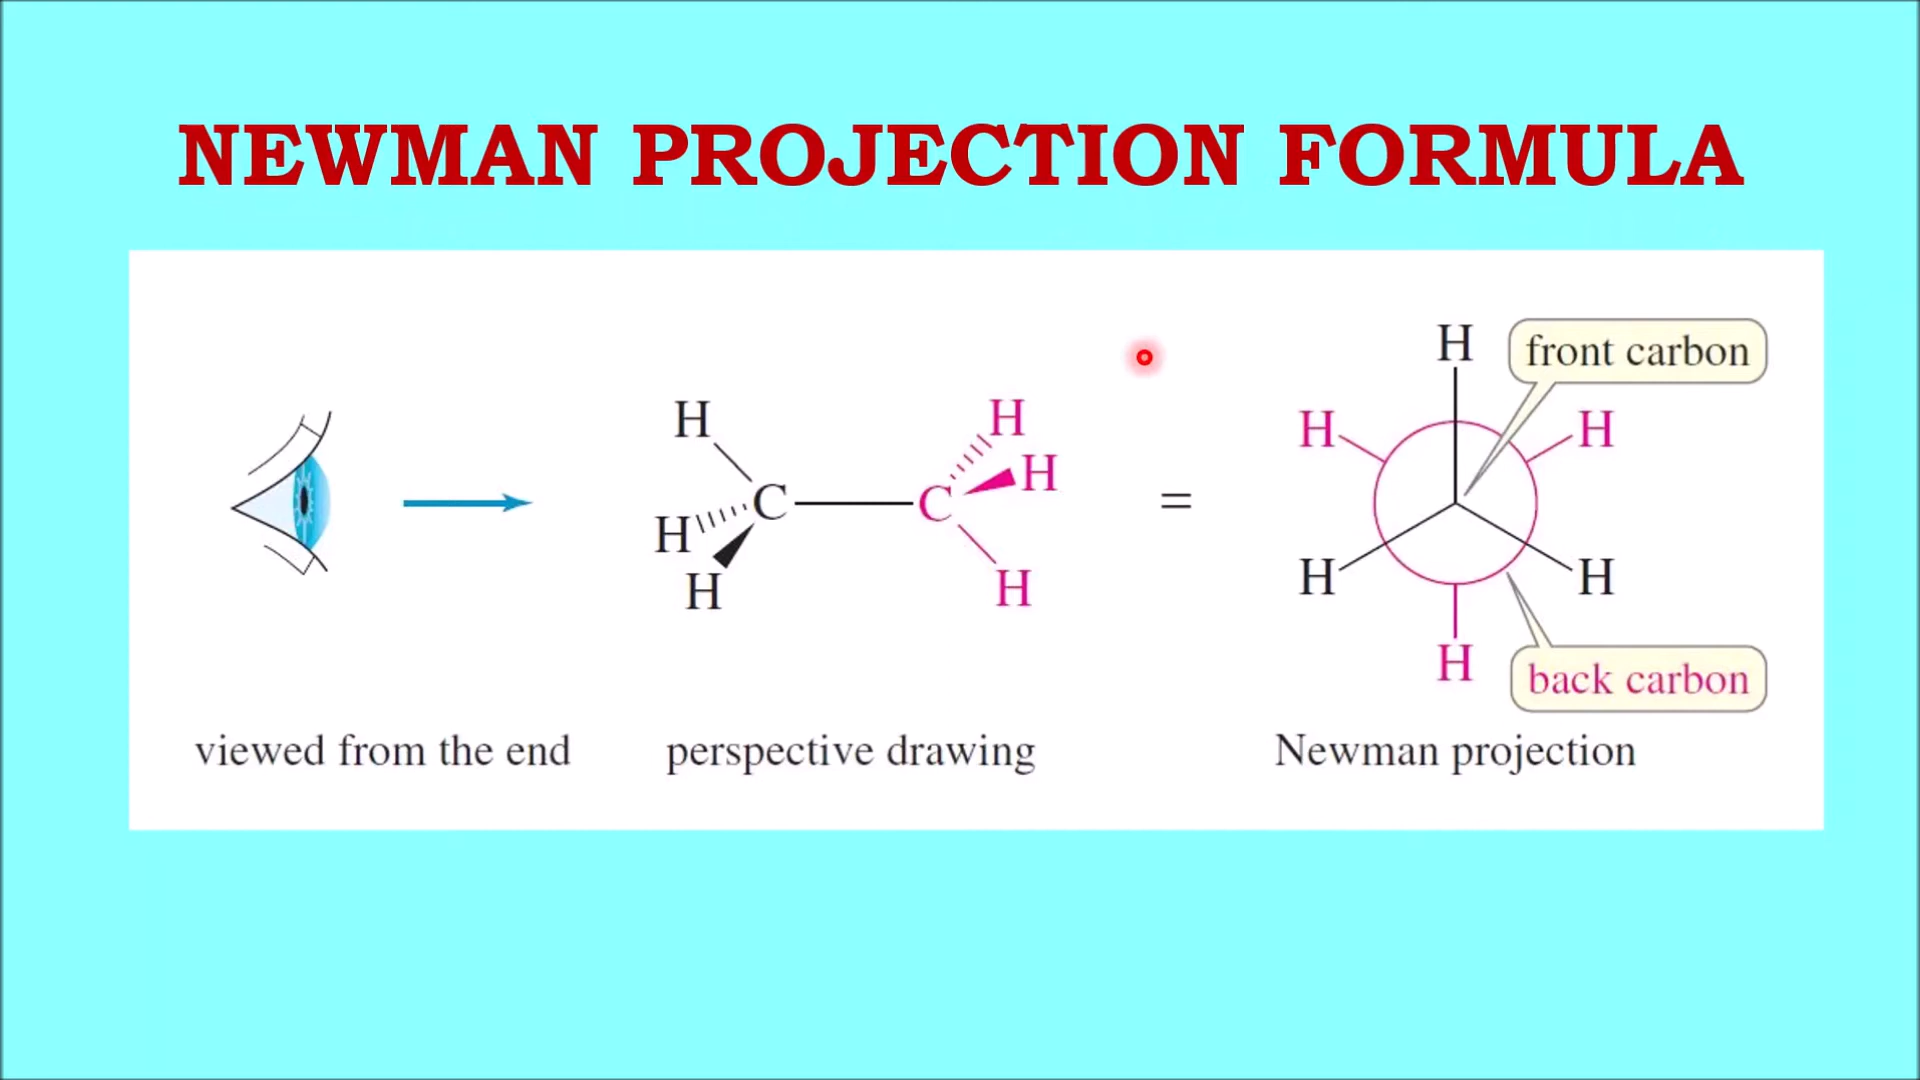 NEWMAN PROJECTION FORMULA
H
H
H
C
C
H
H
H
=
H
front carbon
H
H
H
H
H
back carbon
viewed from the end
perspective drawing
Newman projection